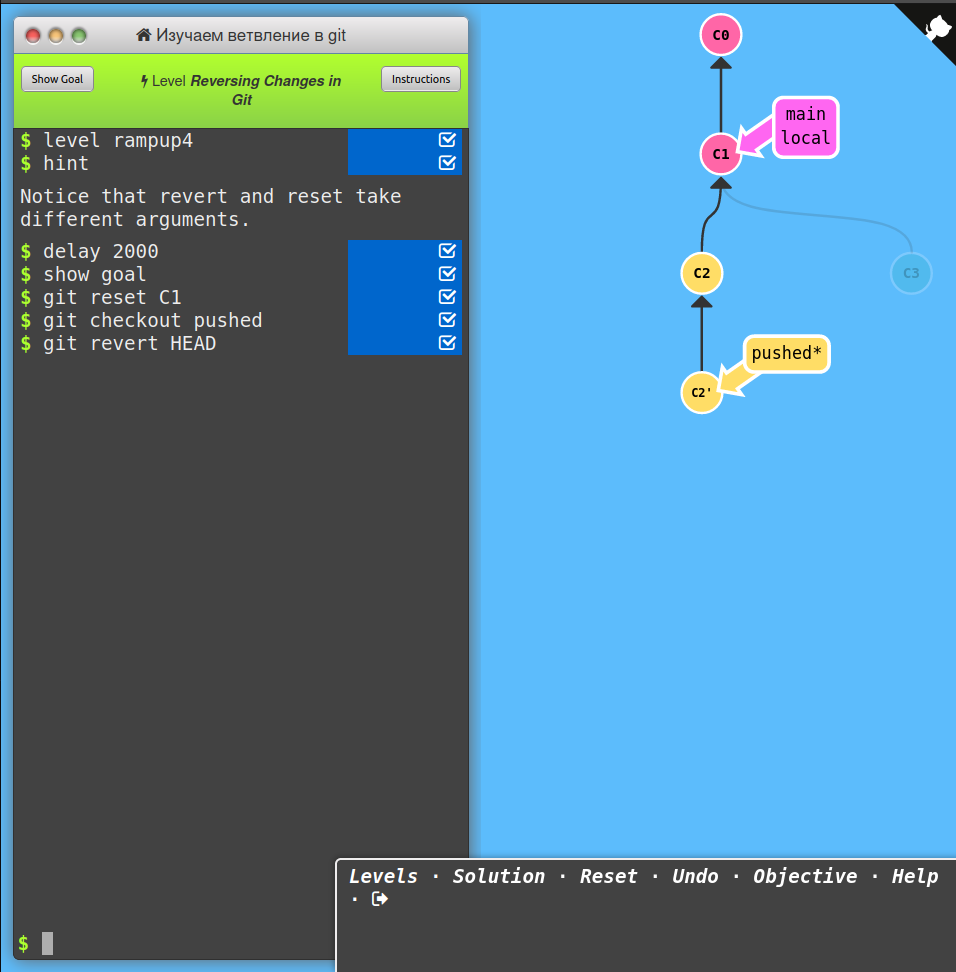 Изучаем ветвление в git
Show Goal
Level Reversing Changes in
Git
Instructions
$ level rampup4
$ hint
Notice that revert and reset take
different arguments.
$ delay 2000
$ show goal
$ git reset C1
$ git checkout pushed
$ git revert HEAD
$
C0
main
local
C1
C2
C3
pushed*
C2'
Levels · Solution · Reset · Undo · Objective · Help
·